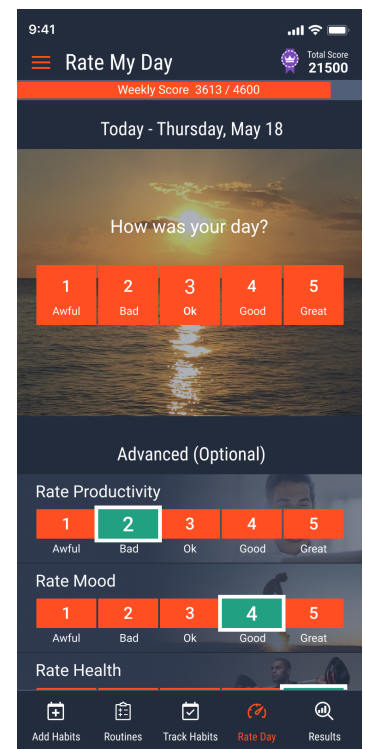 9:41
Rate My Day
Total Score
21500
Weekly Score 3613 / 4600
Today - Thursday, May 18
How was your day?
1 2 3 4 5
Awful Bad Ok Good Great
Advanced (Optional)
Rate Productivity
1 2 3 4 5
Awful Bad Ok Good Great
Rate Mood
1 2 3 4 5
Awful Bad Ok Good Great
Rate Health
Add Habits Routines Track Habits Rate Day Results